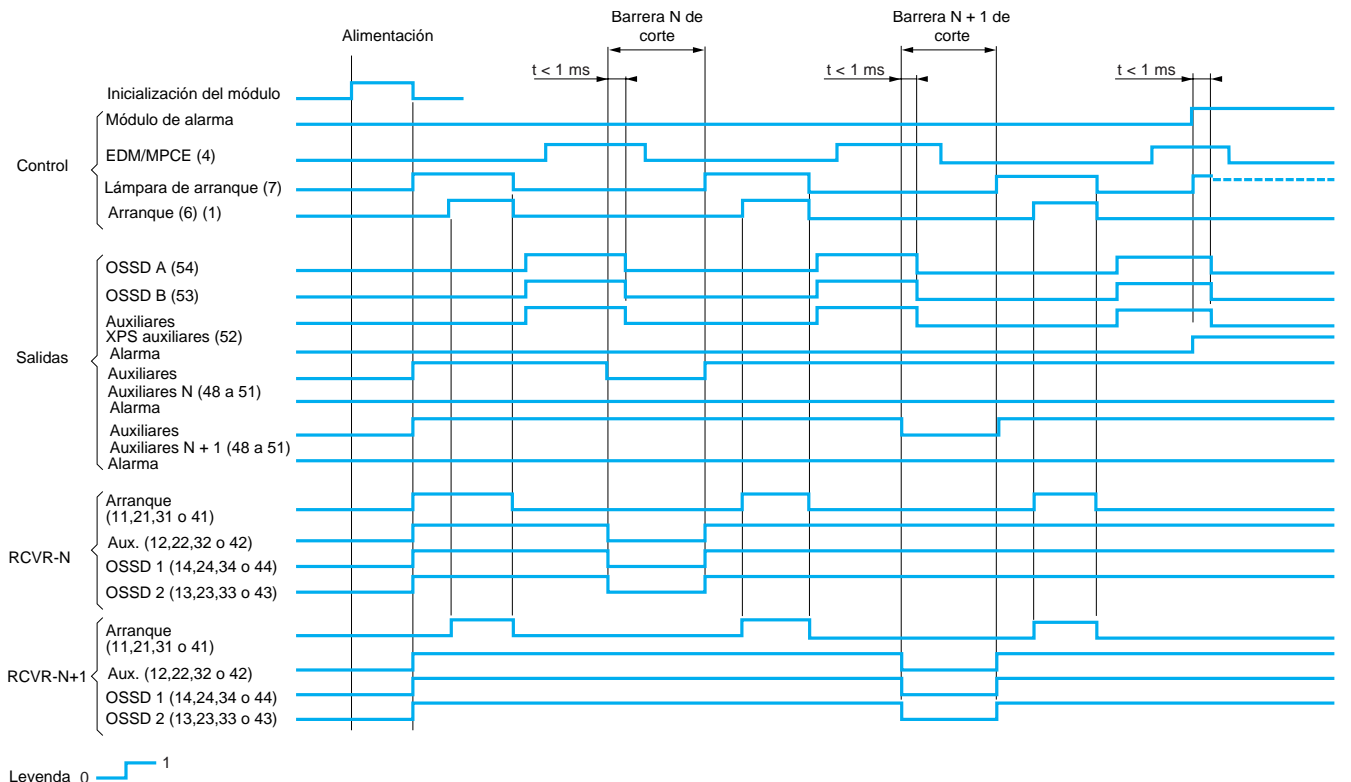 Barrera N de
corte
Barrera N + 1 de
corte
Alimentación
t < 1 ms
t < 1 ms
t < 1 ms
Inicialización del módulo
Control
Módulo de alarma
EDM/MPCE (4)
Lámpara de arranque (7)
Arranque (6) (1)
Salidas
OSSD A (54)
OSSD B (53)
Auxiliares
XPS auxiliares (52)
Alarma
Auxiliares
Auxiliares N (48 a 51)
Alarma
Auxiliares
Auxiliares N + 1 (48 a 51)
Alarma
RCVR-N
Arranque
(11,21,31 o 41)
Aux. (12,22,32 o 42)
OSSD 1 (14,24,34 o 44)
OSSD 2 (13,23,33 o 43)
RCVR-N+1
Arranque
(11,21,31 o 41)
Aux. (12,22,32 o 42)
OSSD 1 (14,24,34 o 44)
OSSD 2 (13,23,33 o 43)
Leyenda 0 1